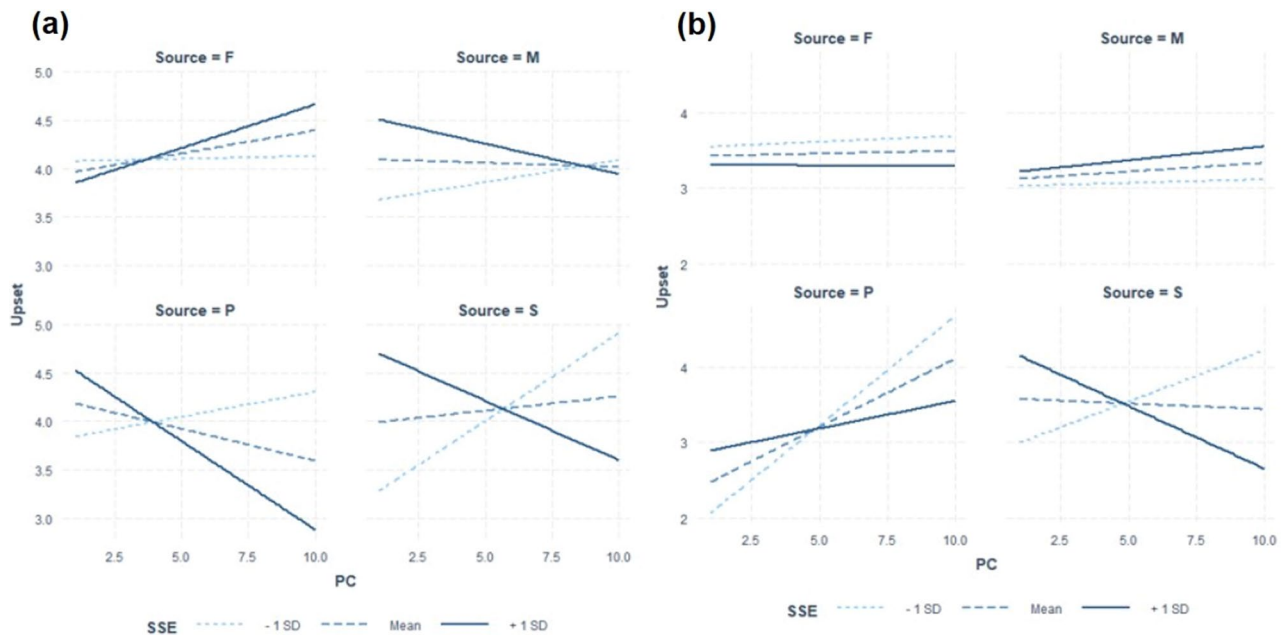 (a)
Source = F
Source = M
5.0
4.5
4.0
3.5
3.0
Upset
Source = P
Source = S
5.0
4.5
4.0
3.5
3.0
2.5 5.0 7.5 10.0 2.5 5.0 7.5 10.0
PC
SSE - 1 SD Mean + 1 SD
(b)
Source = F
Source = M
4
3
2
Upset
Source = P
Source = S
4
3
2
2.5 5.0 7.5 10.0 2.5 5.0 7.5 10.0
PC
SSE - 1 SD Mean + 1 SD